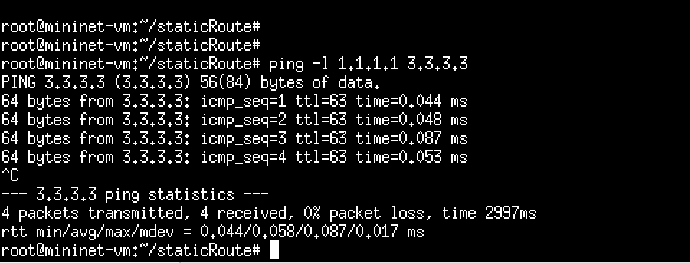 root@mininet-vm:~/staticRoute#
root@mininet-vm:~/staticRoute#
root@mininet-vm:~/staticRoute# ping -l 1.1.1.1 3.3.3.3
PING 3.3.3.3 (3.3.3.3) 56(84) bytes of data.
64 bytes from 3.3.3.3: icmp_seq=1 ttl=63 time=0.044 ms
64 bytes from 3.3.3.3: icmp_seq=2 ttl=63 time=0.048 ms
64 bytes from 3.3.3.3: icmp_seq=3 ttl=63 time=0.087 ms
64 bytes from 3.3.3.3: icmp_seq=4 ttl=63 time=0.053 ms
^C
--- 3.3.3.3 ping statistics ---
4 packets transmitted, 4 received, 0% packet loss, time 2997ms
rtt min/avg/max/mdev = 0.044/0.058/0.087/0.017 ms
root@mininet-vm:~/staticRoute#